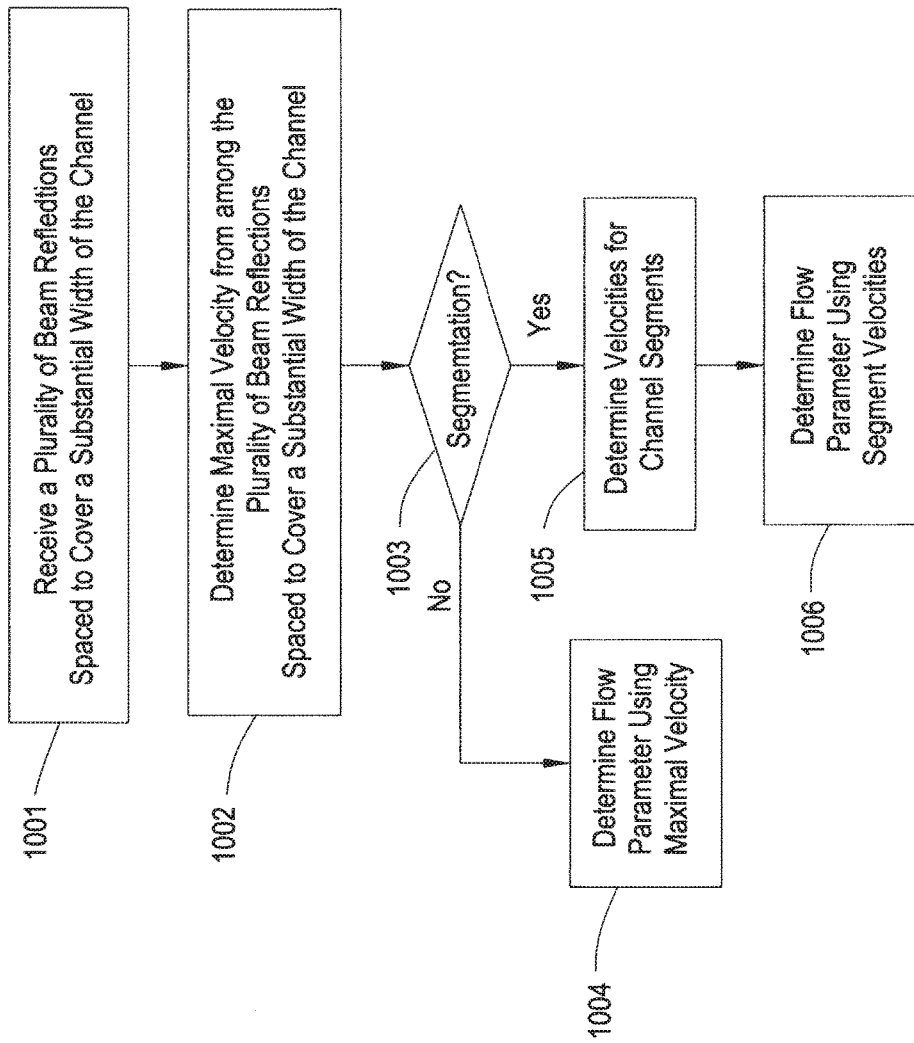 Receive a Plurality of Beam Refledtions
Spaced to Cover a Substantial Width of the Channel
1001
Determine Maximal Velocity from among the
Plurality of Beam Reflections
Spaced to Cover a Substantial Width of the Channel
1002
Segmemtation?
1003
No
Yes
Determine Flow
Parameter Using
Maximal Velocity
1004
Determine Velocities for
Channel Segments
1005
Determine Flow
Parameter Using
Segment Velocities
1006